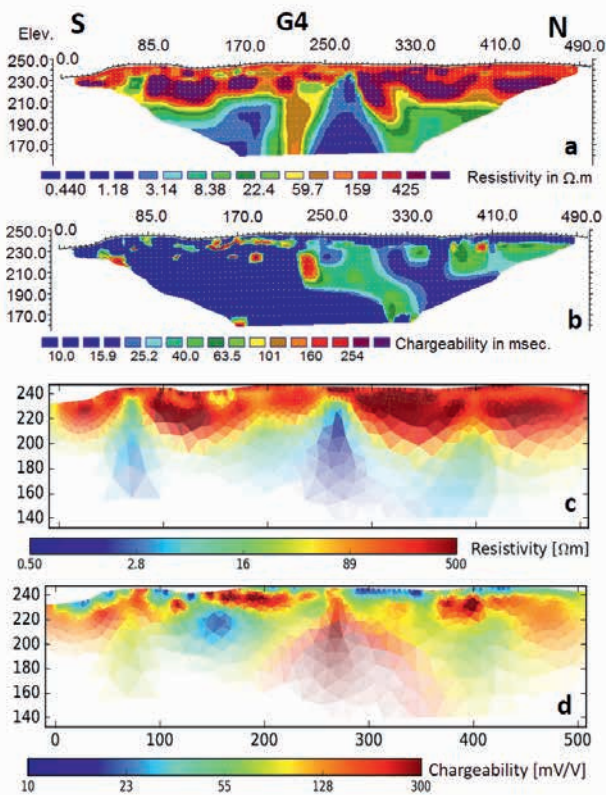 S G4 N
Elev. 0.0 85.0 170.0 250.0 330.0 410.0 490.0
250.0
230.0
210.0
190.0
170.0
a
0.440 1.18 3.14 8.38 22.4 59.7 159 425 Resistivity in Ω.m
0.0 85.0 170.0 250.0 330.0 410.0 490.0
250.0
230.0
210.0
190.0
170.0
b
10.0 15.9 25.2 40.0 63.5 101 160 254 Chargeability in msec.
240
220
200
180
160
140
c
0.50 2.8 16 89 500
Resistivity [Ωm]
240
220
200
180
160
140
d
0 100 200 300 400 500
Chargeability [mV/V]
10 23 55 128 300